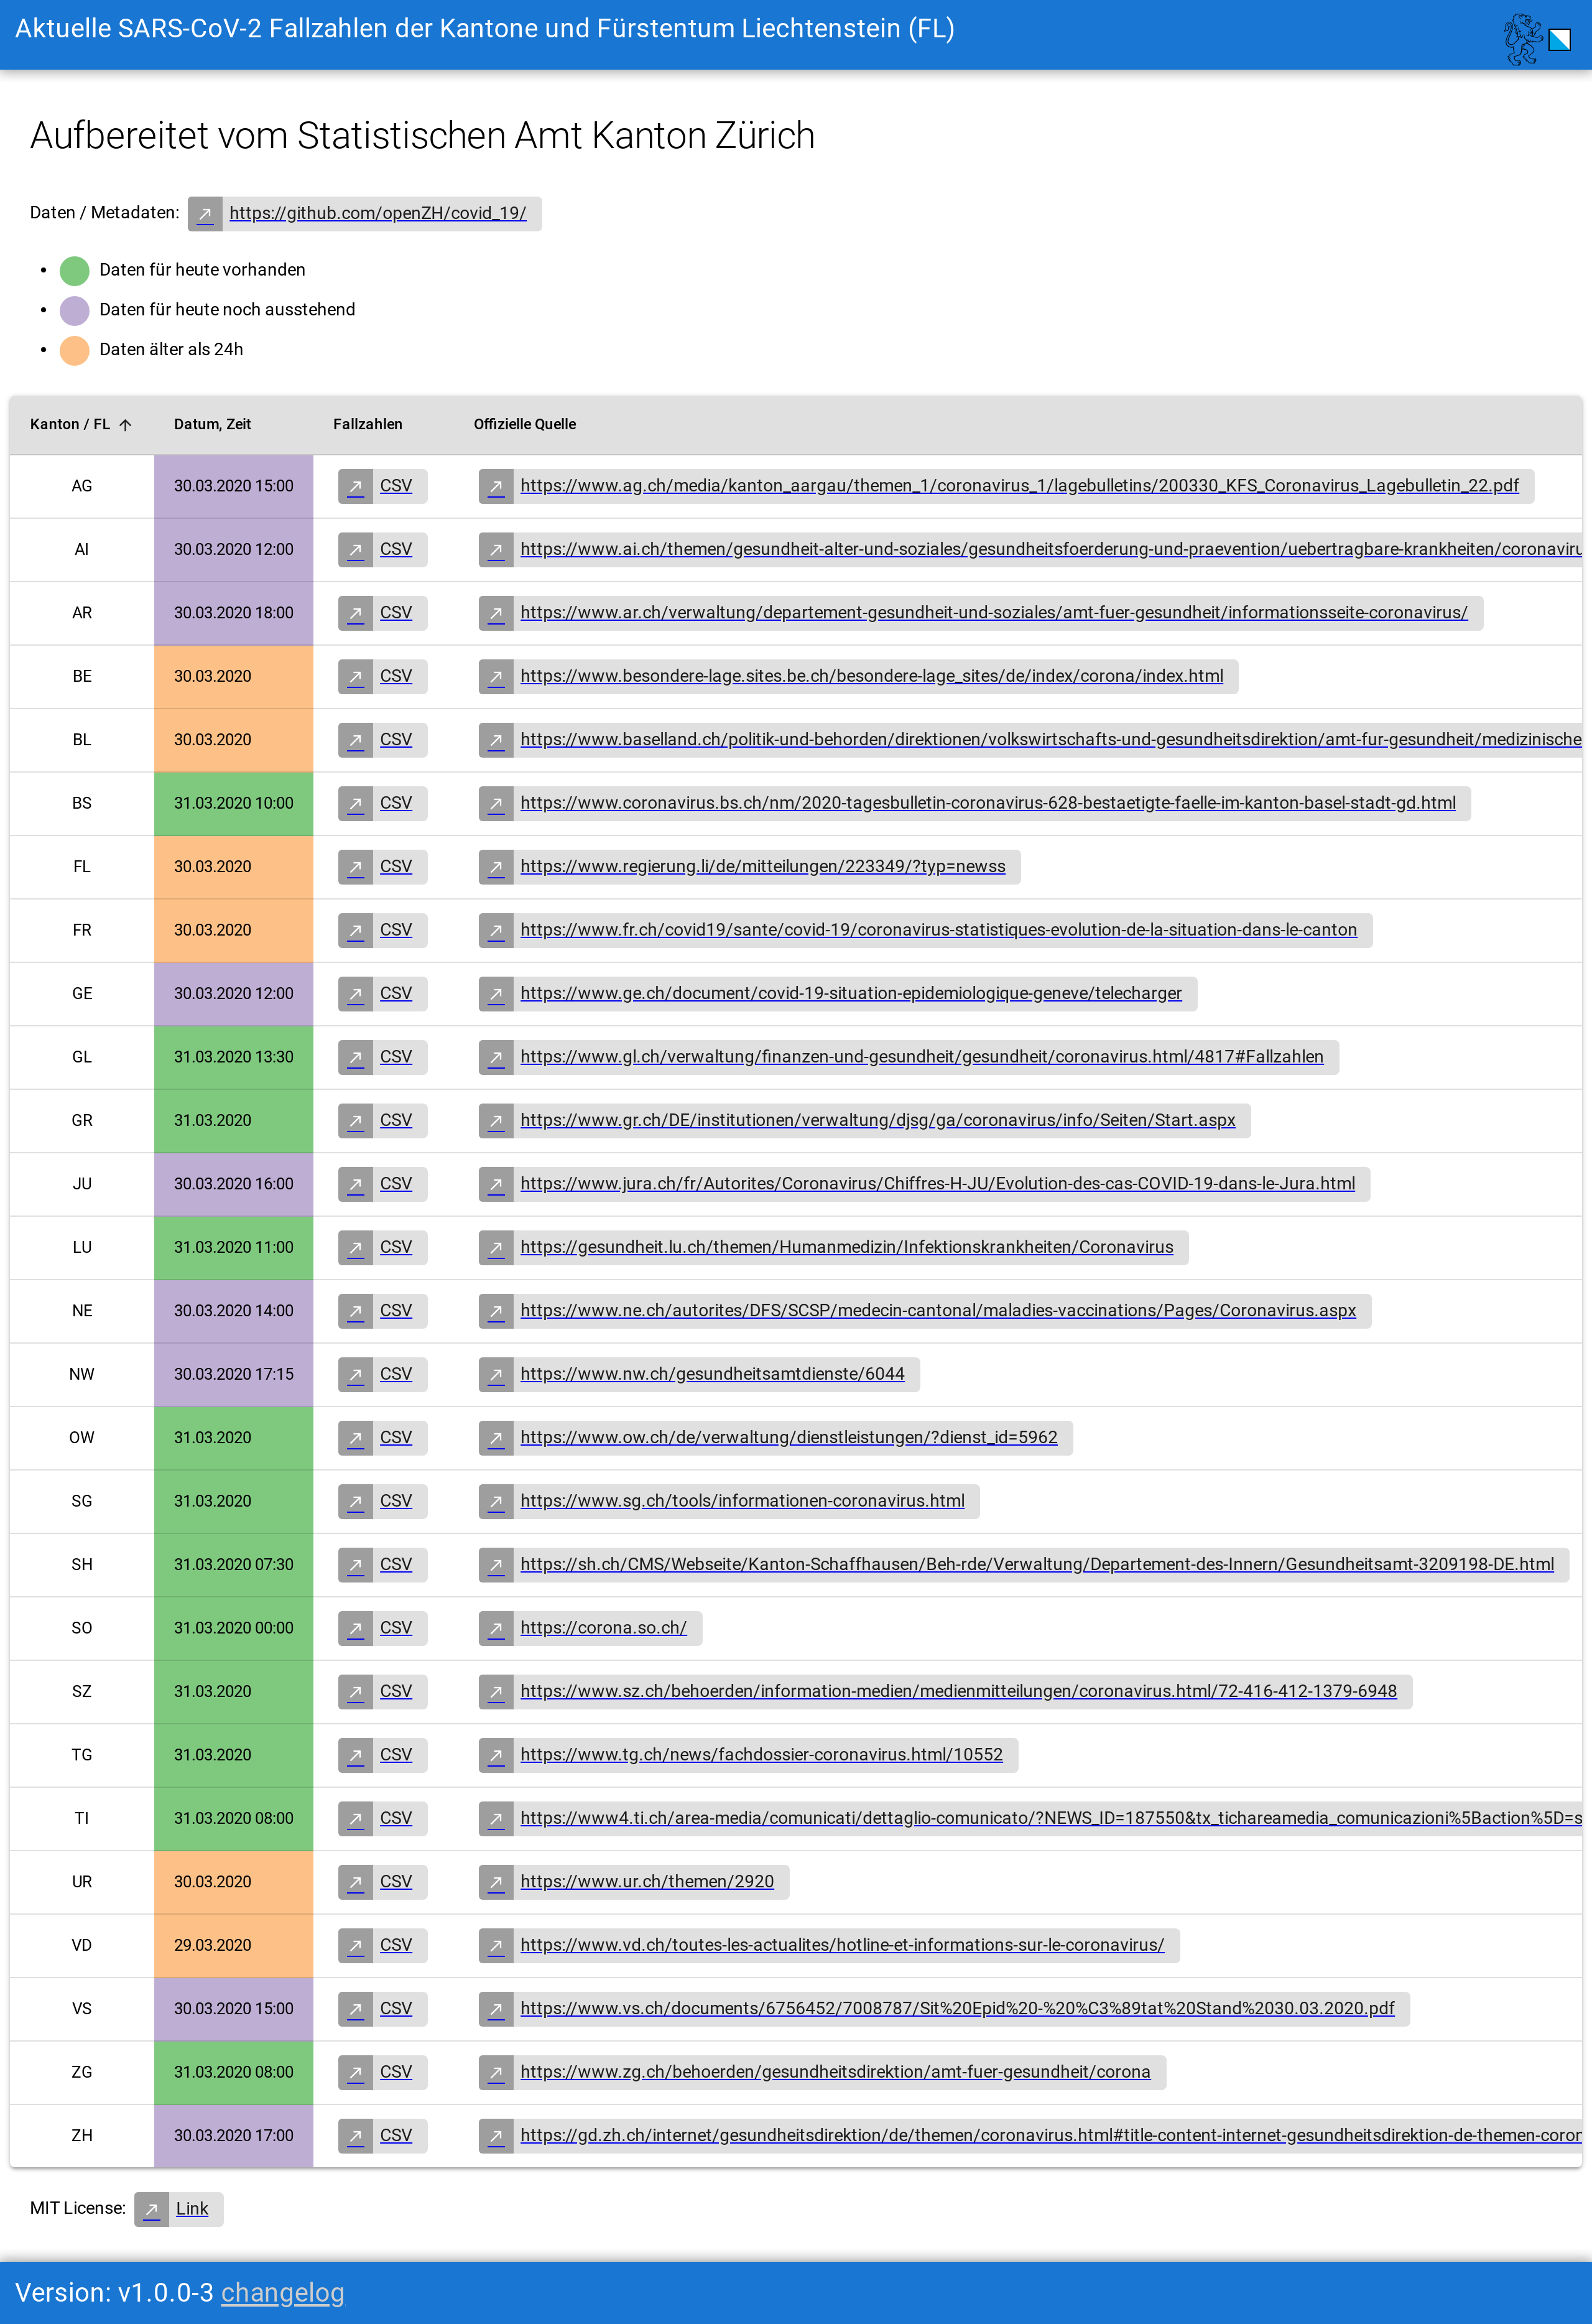 Aktuelle SARS-CoV-2 Fallzahlen der Kantone und Fürstentum Liechtenstein (FL)
Aufbereitet vom Statistischen Amt Kanton Zürich
Daten / Metadaten: https://github.com/openZH/covid_19/
Daten für heute vorhanden
Daten für heute noch ausstehend
Daten älter als 24h
Kanton / FL Datum, Zeit Fallzahlen Offizielle Quelle
AG 30.03.2020 15:00 CSV https://www.ag.ch/media/kanton_aargau/themen_1/coronavirus_1/lagebulletins/200330_KFS_Coronavirus_Lagebulletin_22.pdf
AI 30.03.2020 12:00 CSV https://www.ai.ch/themen/gesundheit-alter-und-soziales/gesundheitsfoerderung-und-praevention/uebertragbare-krankheiten/coronaviru
AR 30.03.2020 18:00 CSV https://www.ar.ch/verwaltung/departement-gesundheit-und-soziales/amt-fuer-gesundheit/informationsseite-coronavirus/
BE 30.03.2020 CSV https://www.besondere-lage.sites.be.ch/besondere-lage_sites/de/index/corona/index.html
BL 30.03.2020 CSV https://www.baselland.ch/politik-und-behorden/direktionen/volkswirtschafts-und-gesundheitsdirektion/amt-fur-gesundheit/medizinische
BS 31.03.2020 10:00 CSV https://www.coronavirus.bs.ch/nm/2020-tagesbulletin-coronavirus-628-bestaetigte-faelle-im-kanton-basel-stadt-gd.html
FL 30.03.2020 CSV https://www.regierung.li/de/mitteilungen/223349/?typ=newss
FR 30.03.2020 CSV https://www.fr.ch/covid19/sante/covid-19/coronavirus-statistiques-evolution-de-la-situation-dans-le-canton
GE 30.03.2020 12:00 CSV https://www.ge.ch/document/covid-19-situation-epidemiologique-geneve/telecharger
GL 31.03.2020 13:30 CSV https://www.gl.ch/verwaltung/finanzen-und-gesundheit/gesundheit/coronavirus.html/4817#Fallzahlen
GR 31.03.2020 CSV https://www.gr.ch/DE/institutionen/verwaltung/djsg/ga/coronavirus/info/Seiten/Start.aspx
JU 30.03.2020 16:00 CSV https://www.jura.ch/fr/Autorites/Coronavirus/Chiffres-H-JU/Evolution-des-cas-COVID-19-dans-le-Jura.html
LU 31.03.2020 11:00 CSV https://gesundheit.lu.ch/themen/Humanmedizin/Infektionskrankheiten/Coronavirus
NE 30.03.2020 14:00 CSV https://www.ne.ch/autorites/DFS/SCSP/medecin-cantonal/maladies-vaccinations/Pages/Coronavirus.aspx
NW 30.03.2020 17:15 CSV https://www.nw.ch/gesundheitsamtdienste/6044
OW 31.03.2020 CSV https://www.ow.ch/de/verwaltung/dienstleistungen/?dienst_id=5962
SG 31.03.2020 CSV https://www.sg.ch/tools/informationen-coronavirus.html
SH 31.03.2020 07:30 CSV https://sh.ch/CMS/Webseite/Kanton-Schaffhausen/Beh-rde/Verwaltung/Departement-des-Innern/Gesundheitsamt-3209198-DE.html
SO 31.03.2020 00:00 CSV https://corona.so.ch/
SZ 31.03.2020 CSV https://www.sz.ch/behoerden/information-medien/medienmitteilungen/coronavirus.html/72-416-412-1379-6948
TG 31.03.2020 CSV https://www.tg.ch/news/fachdossier-coronavirus.html/10552
TI 31.03.2020 08:00 CSV https://www4.ti.ch/area-media/comunicati/dettaglio-comunicato/?NEWS_ID=187550&tx_tichareamedia_comunicazioni%5Baction%5D=s
UR 30.03.2020 CSV https://www.ur.ch/themen/2920
VD 29.03.2020 CSV https://www.vd.ch/toutes-les-actualites/hotline-et-informations-sur-le-coronavirus/
VS 30.03.2020 15:00 CSV https://www.vs.ch/documents/6756452/7008787/Sit%20Epid%20-%20%C3%89tat%20Stand%2030.03.2020.pdf
ZG 31.03.2020 08:00 CSV https://www.zg.ch/behoerden/gesundheitsdirektion/amt-fuer-gesundheit/corona
ZH 30.03.2020 17:00 CSV https://gd.zh.ch/internet/gesundheitsdirektion/de/themen/coronavirus.html#title-content-internet-gesundheitsdirektion-de-themen-coron
MIT License: Link
Version: v1.0.0-3 changelog